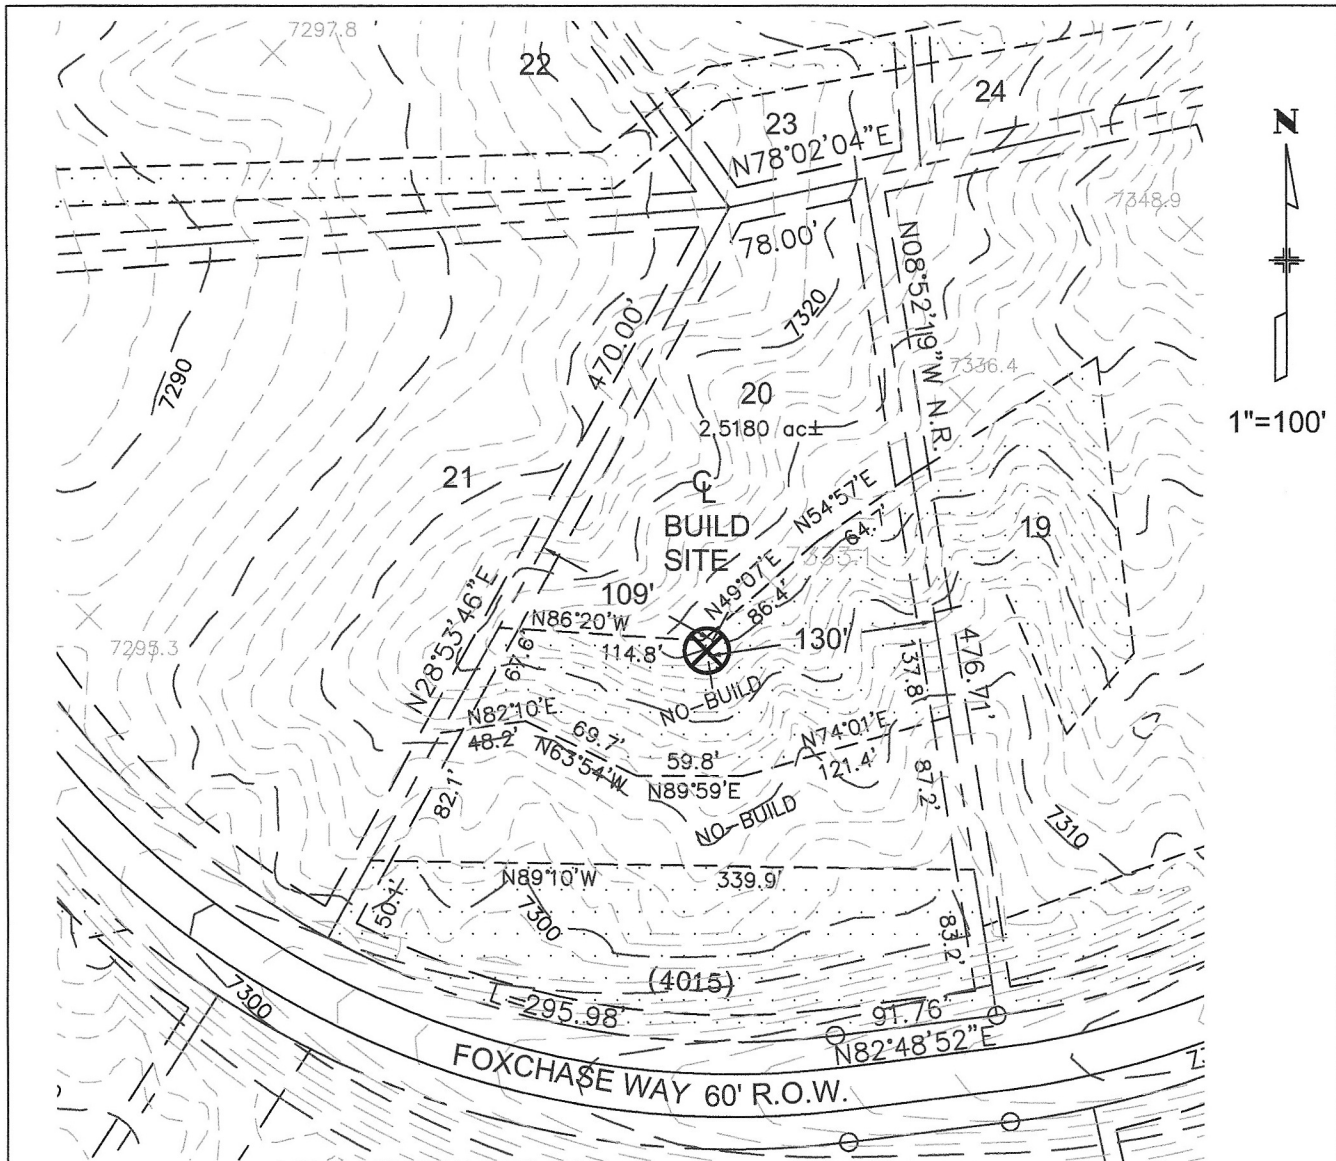 7297.8
22
24
23
N78°02'04"E
N
7348.9
78.00'
N08°52'19"W N.R.
7320
470.00'
7290
7336.4
20
1"=100'
2.5180 ac±
21
℄
BUILD
SITE
N54°57'E
64.7'
19
7333.1
N49°07'E
86.4'
109'
N86°20'W
114.8'
130'
N28°53'46"E
67.6'
7295.3
137.8'
476.71'
NO-BUILD
N82°10'E
48.2'
69.7'
N63°54'W
59.8'
N89°59'E
N74°01'E
121.4'
87.2'
82.1'
NO-BUILD
7310
N89°10'W
339.9'
50.1'
7300
83.2'
(4015)
7300
L=295.98'
91.76'
N82°48'52"E
FOXCHASE WAY 60' R.O.W.